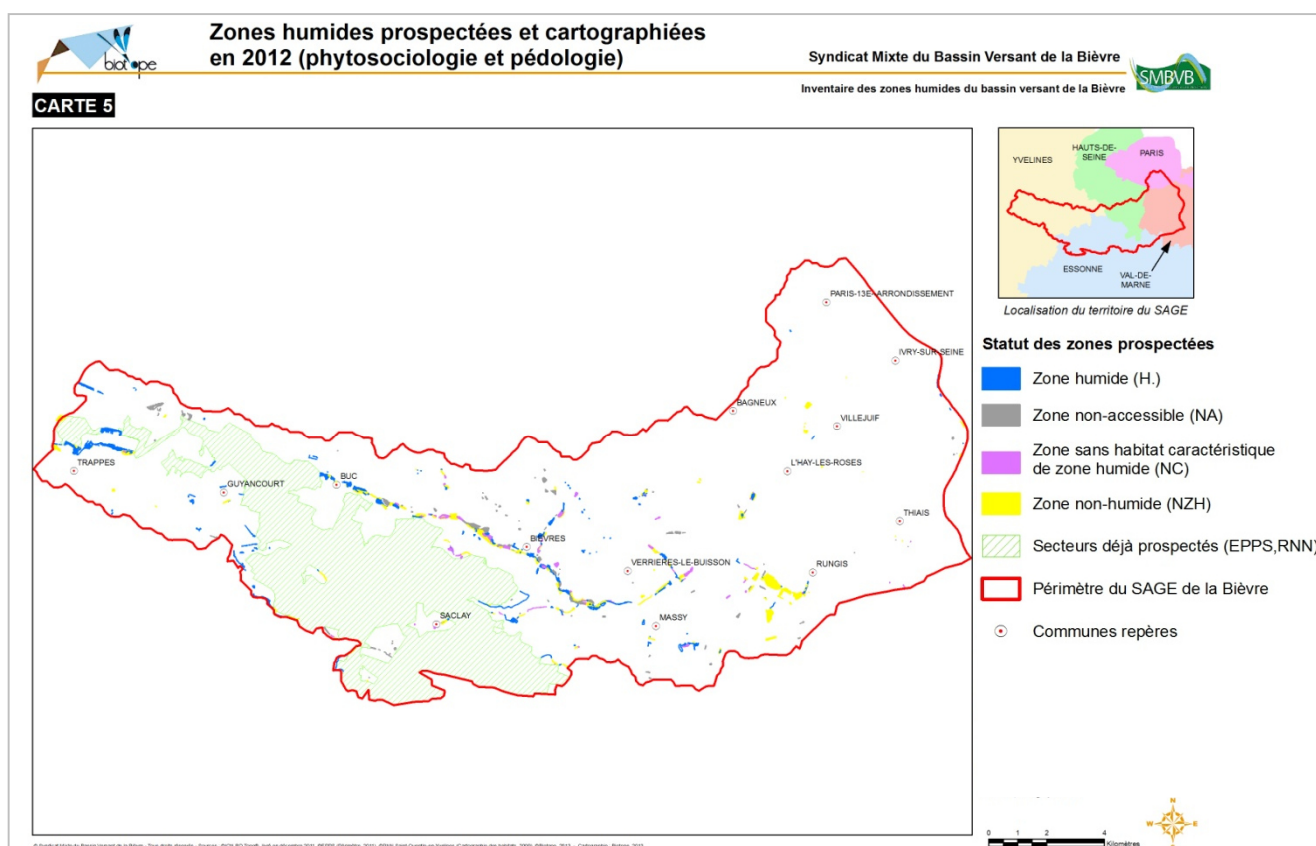 biotope
Zones humides prospectées et cartographiées
en 2012 (phytosociologie et pédologie)
Syndicat Mixte du Bassin Versant de la Bièvre
Inventaire des zones humides du bassin versant de la Bièvre
SMBVB
CARTE 5
YVELINES
HAUTS-DE-
SEINE
PARIS
ESSONNE
VAL-DE-
MARNE
Localisation du territoire du SAGE
PARIS-13E-ARRONDISSEMENT
IVRY-SUR-SEINE
BAGNEUX
VILLEJUIF
L'HAY-LES-ROSES
TRAPPES
GUYANCOURT
BUC
THIAIS
BIEVRES
VERRIERES-LE-BUISSON
RUNGIS
SACLAY
MASSY
Statut des zones prospectées
Zone humide (H.)
Zone non-accessible (NA)
Zone sans habitat caractéristique
de zone humide (NC)
Zone non-humide (NZH)
Secteurs déjà prospectés (EPPS,RNN)
Périmètre du SAGE de la Bièvre
Communes repères
N
W E
S
0 1 2 4
Kilomètres